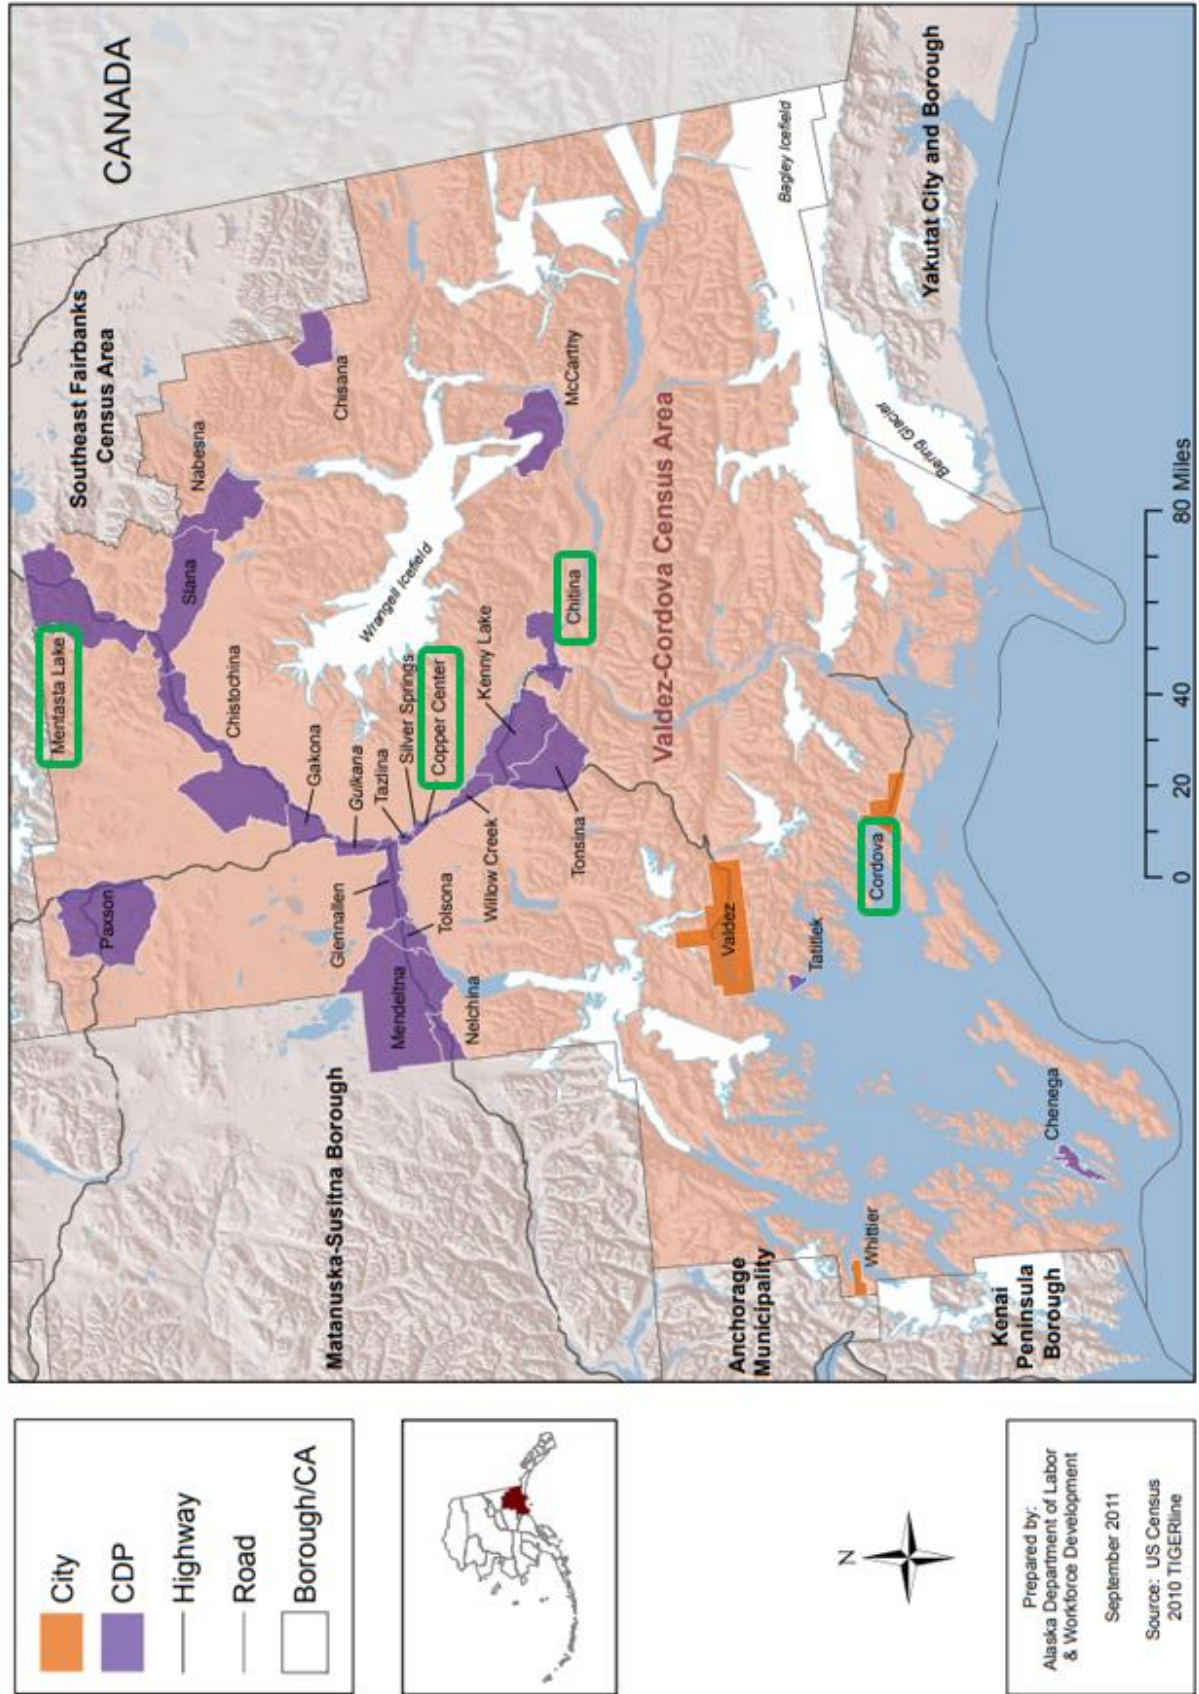 City
CDP
Highway
Road
Borough/CA
N
Prepared by:
Alaska Department of Labor
& Workforce Development
September 2011
Source: US Census
2010 TIGERline
CANADA
Southeast Fairbanks
Census Area
Mentasta Lake
Nabesna
Slana
Chisana
Paxson
Chistochina
Gakona
Gulkana
Tazlina
Silver Springs
Copper Center
Kenny Lake
Wrangell Icefield
McCarthy
Chitina
Glennallen
Tolsona
Willow Creek
Tonsina
Mendeltna
Nelchina
Matanuska-Susitna Borough
Valdez-Cordova Census Area
Bagley Icefield
Bering Glacier
Yakutat City and Borough
Valdez
Tatitlek
Cordova
Anchorage
Municipality
Whittier
Chenega
Kenai
Peninsula
Borough
0 20 40 80 Miles